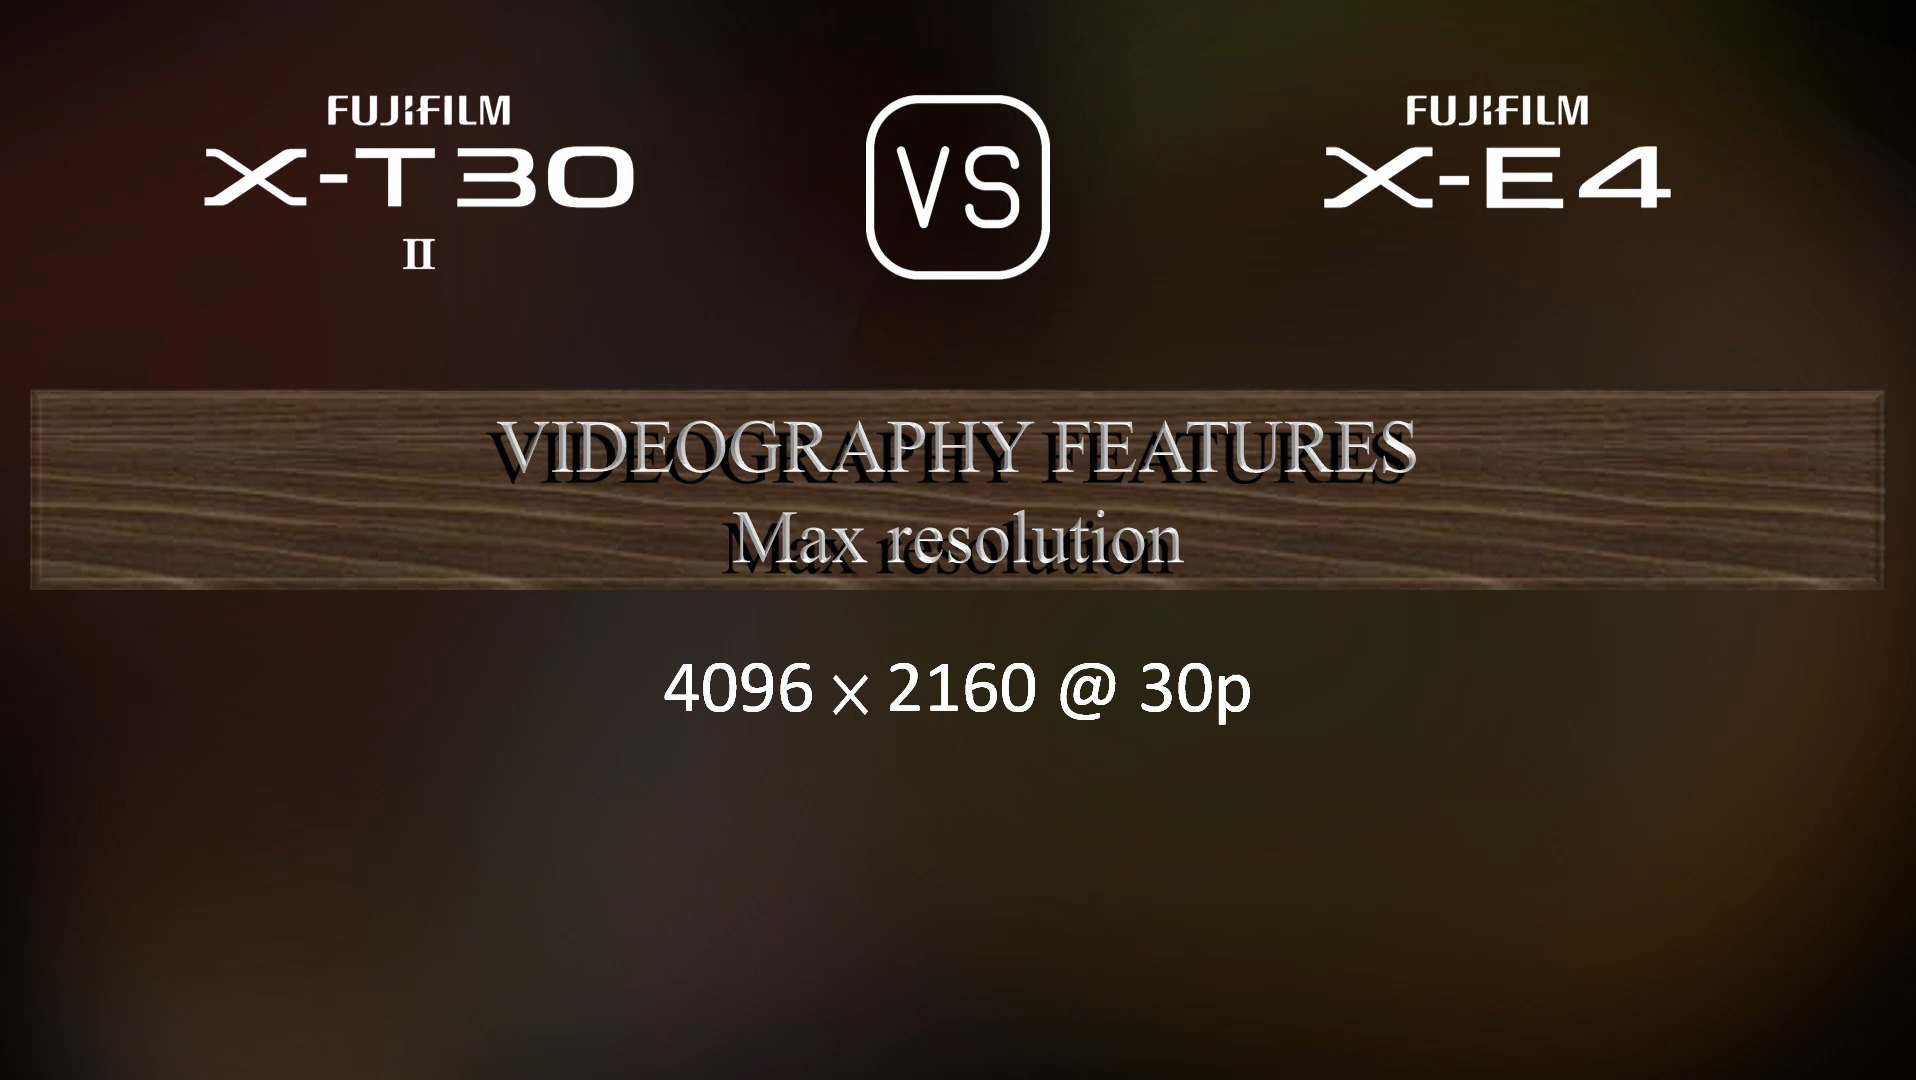 FUJIFILM
X-T30
II
VS
FUJIFILM
X-E4
VIDEOGRAPHY FEATURES
Max resolution
4096 x 2160 @ 30p